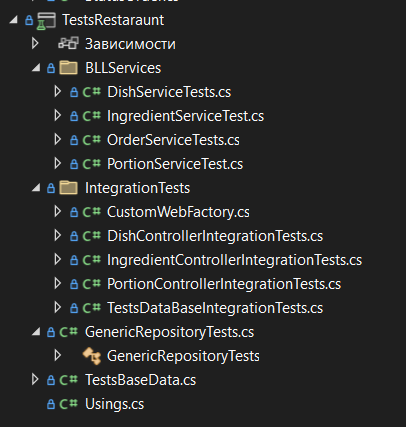 TestsRestaraunt
Зависимости
BLLServices
C# DishServiceTests.cs
C# IngredientServiceTest.cs
C# OrderServiceTests.cs
C# PortionServiceTest.cs
IntegrationTests
C# CustomWebFactory.cs
C# DishControllerIntegrationTests.cs
C# IngredientControllerIntegrationTests.cs
C# PortionControllerIntegrationTests.cs
C# TestsDataBaseIntegrationTests.cs
C# GenericRepositoryTests.cs
GenericRepositoryTests
C# TestsBaseData.cs
C# Usings.cs